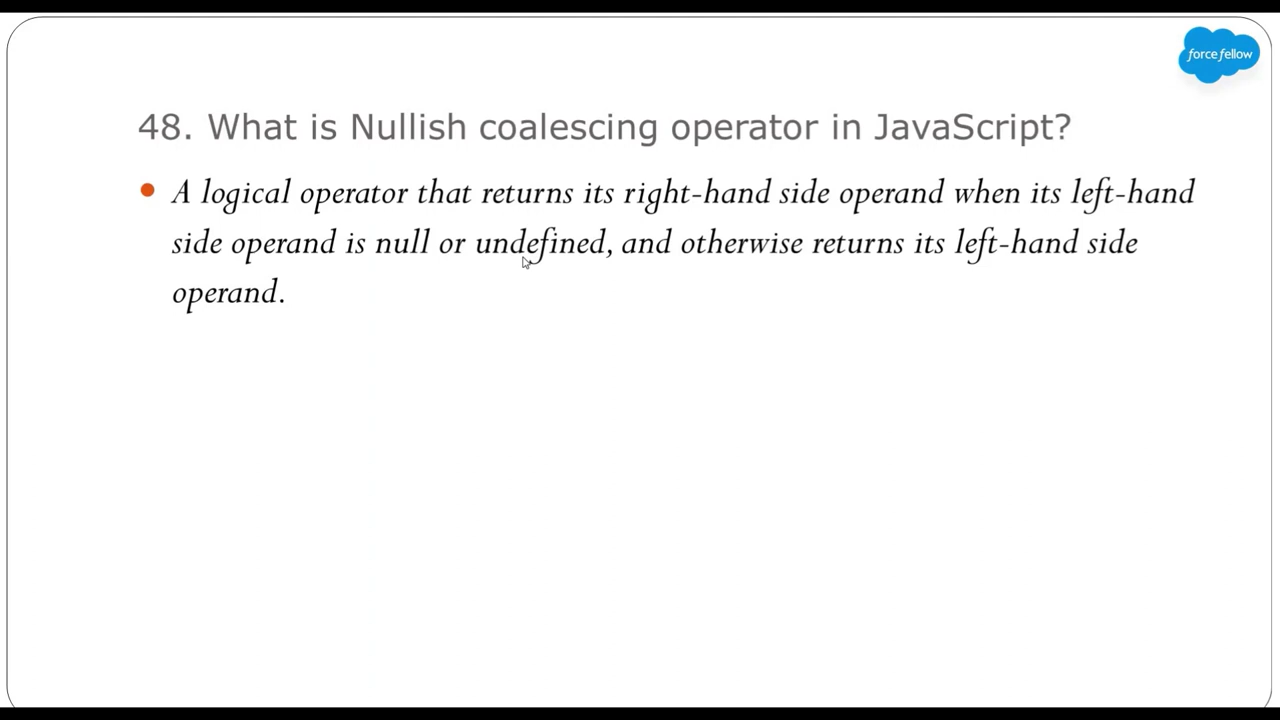 force fellow
48. What is Nullish coalescing operator in JavaScript?
A logical operator that returns its right-hand side operand when its left-hand
side operand is null or undefined, and otherwise returns its left-hand side
operand.